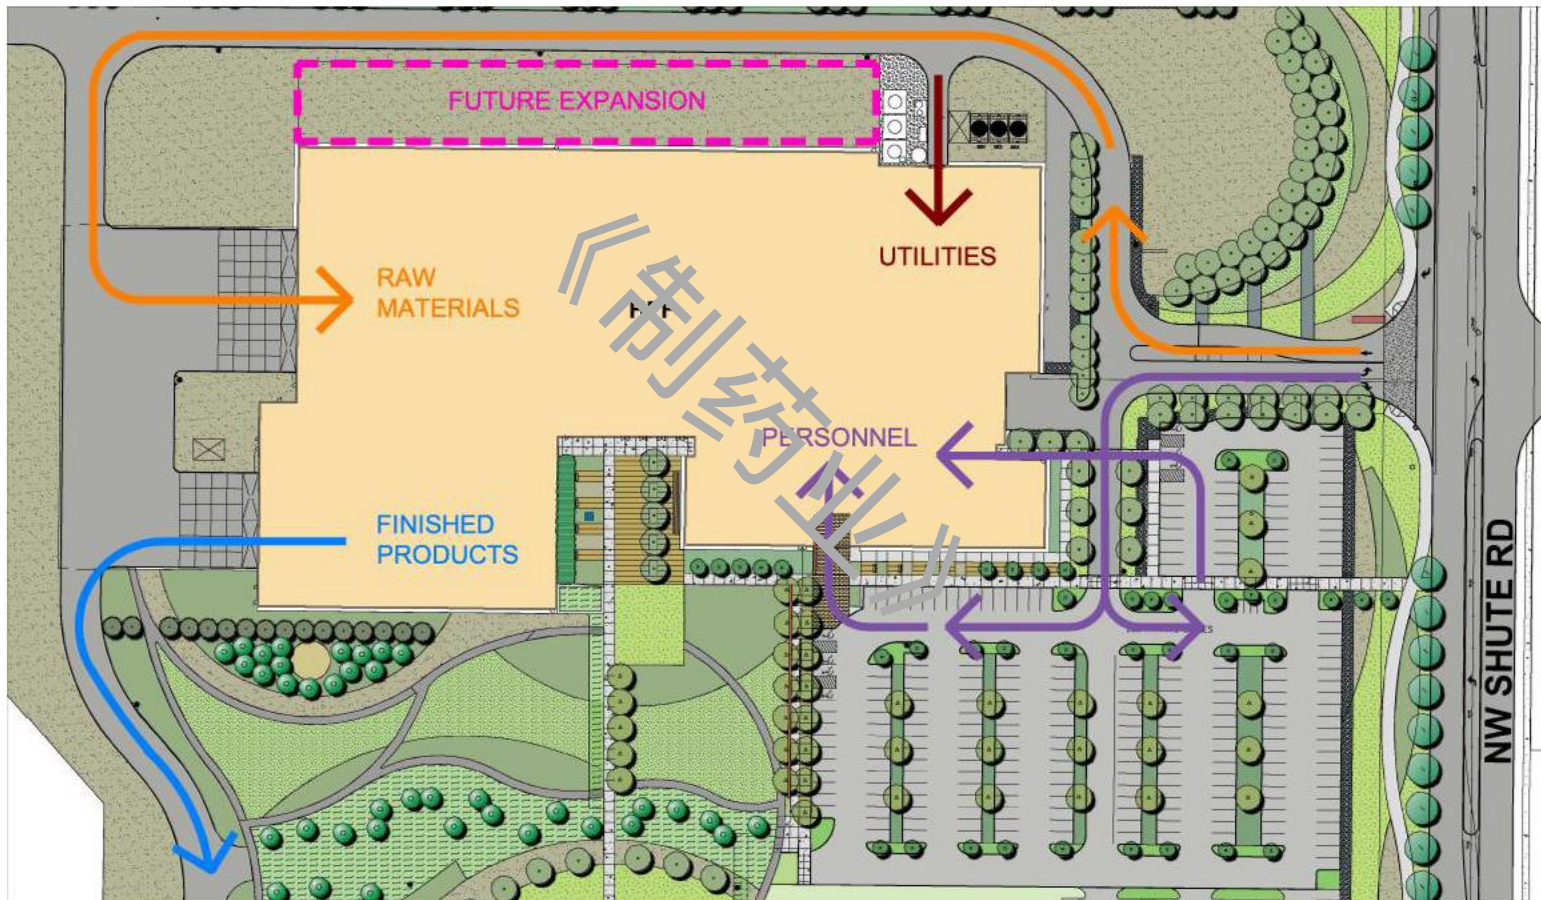 FUTURE EXPANSION
UTILITIES
RAW
MATERIALS
PERSONNEL
FINISHED
PRODUCTS
NW SHUTE RD
《制药业》